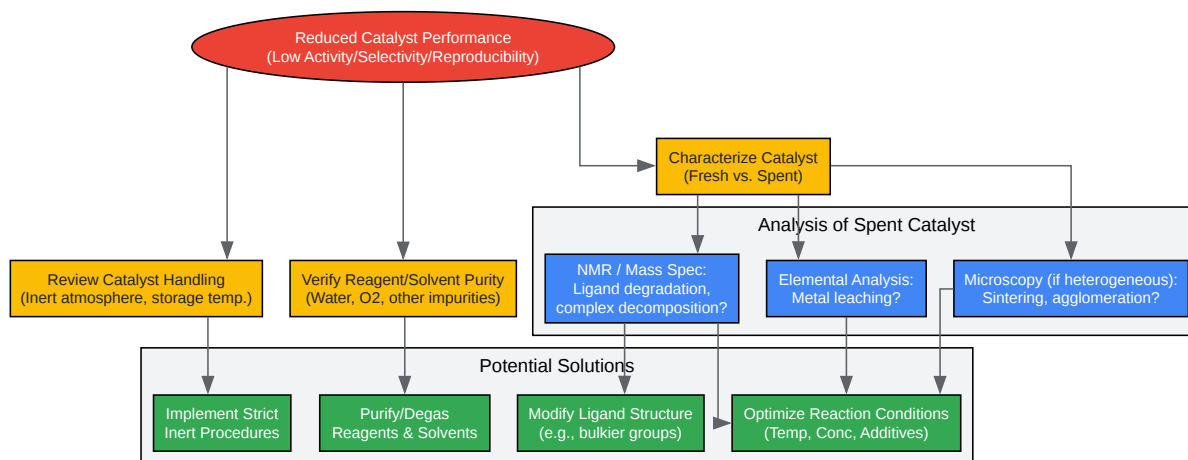 Reduced Catalyst Performance
(Low Activity/Selectivity/Reproducibility)
Characterize Catalyst
(Fresh vs. Spent)
Analysis of Spent Catalyst
Review Catalyst Handling
(Inert atmosphere, storage temp.)
Verify Reagent/Solvent Purity
(Water, O2, other impurities)
NMR / Mass Spec:
Ligand degradation,
complex decomposition?
Elemental Analysis:
Metal leaching?
Microscopy (if heterogeneous):
Sintering, agglomeration?
Potential Solutions
Implement Strict
Inert Procedures
Purify/Degas
Reagents & Solvents
Modify Ligand Structure
(e.g., bulkier groups)
Optimize Reaction Conditions
(Temp, Conc, Additives)